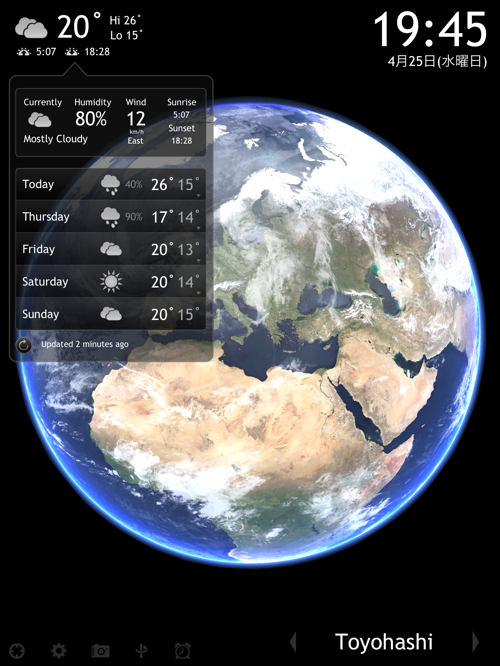 20° Hi 26°
Lo 15°
5:07 18:28
19:45
4月25日(水曜日)
Currently Humidity Wind Sunrise
80% 12 5:07
km/h Sunset
Mostly Cloudy East 18:28
Today 40% 26° 15°
Thursday 90% 17° 14°
Friday 20° 13°
Saturday 20° 14°
Sunday 20° 15°
Updated 2 minutes ago
Toyohashi